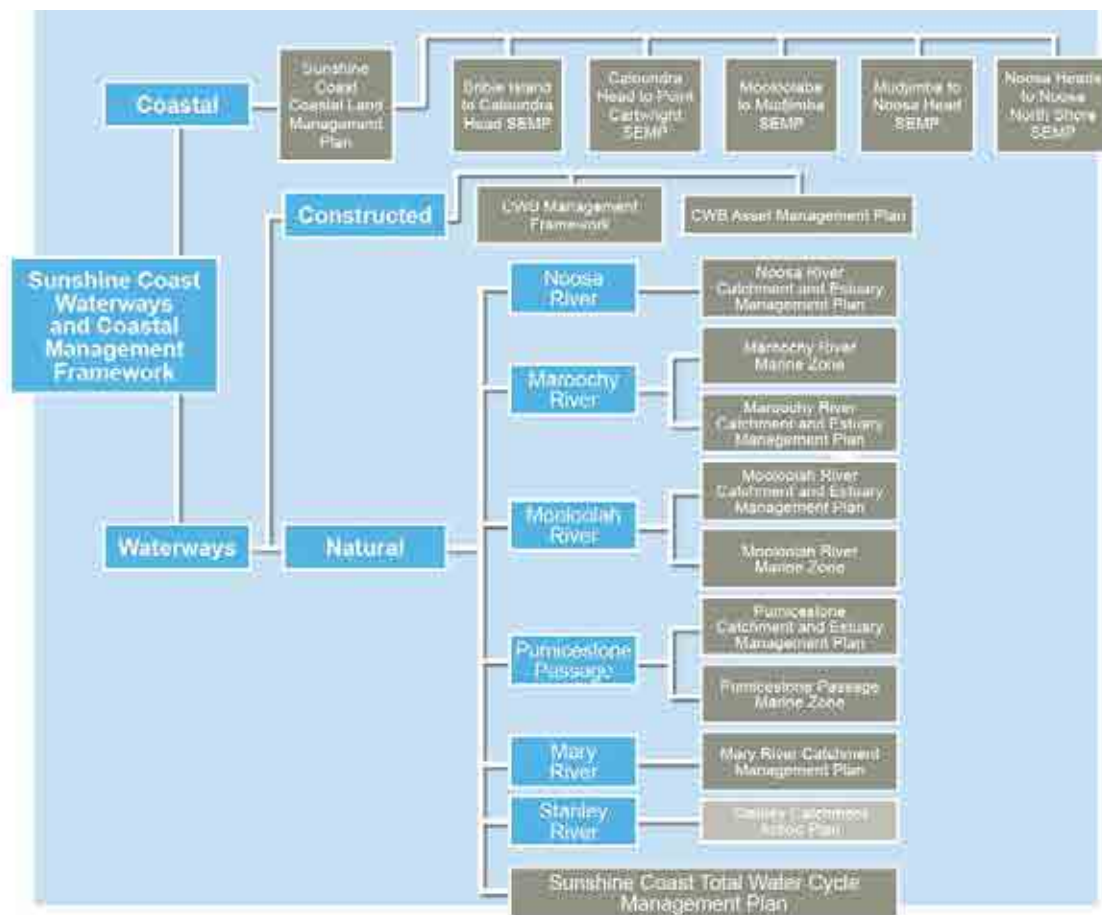 Coastal
Sunshine
Coast
Coastal Land
Management
Plan
Bribie Island
to Caloundra
Head SEMP
Caloundra
Head to Point
Cartwright
SEMP
Mooloolaba
to Mudjimba
SEMP
Mudjimba to
Noosa Head
SEMP
Noosa Heads
to Noosa
North Shore
SEMP
Constructed
CWB Management
Framework
CWB Asset Management Plan
Sunshine Coast
Waterways
and Coastal
Management
Framework
Waterways
Natural
Noosa
River
Noosa River
Catchment and Estuary
Management Plan
Maroochy
River
Maroochy River
Marine Zone
Maroochy River
Catchment and Estuary
Management Plan
Mooloolah
River
Mooloolah River
Catchment and Estuary
Management Plan
Mooloolah River
Marine Zone
Pumicestone
Passage
Pumicestone
Catchment and Estuary
Management Plan
Pumicestone Passage
Marine Zone
Mary
River
Mary River Catchment
Management Plan
Stanley
River
Stanley Catchment
Action Plan
Sunshine Coast Total Water Cycle
Management Plan